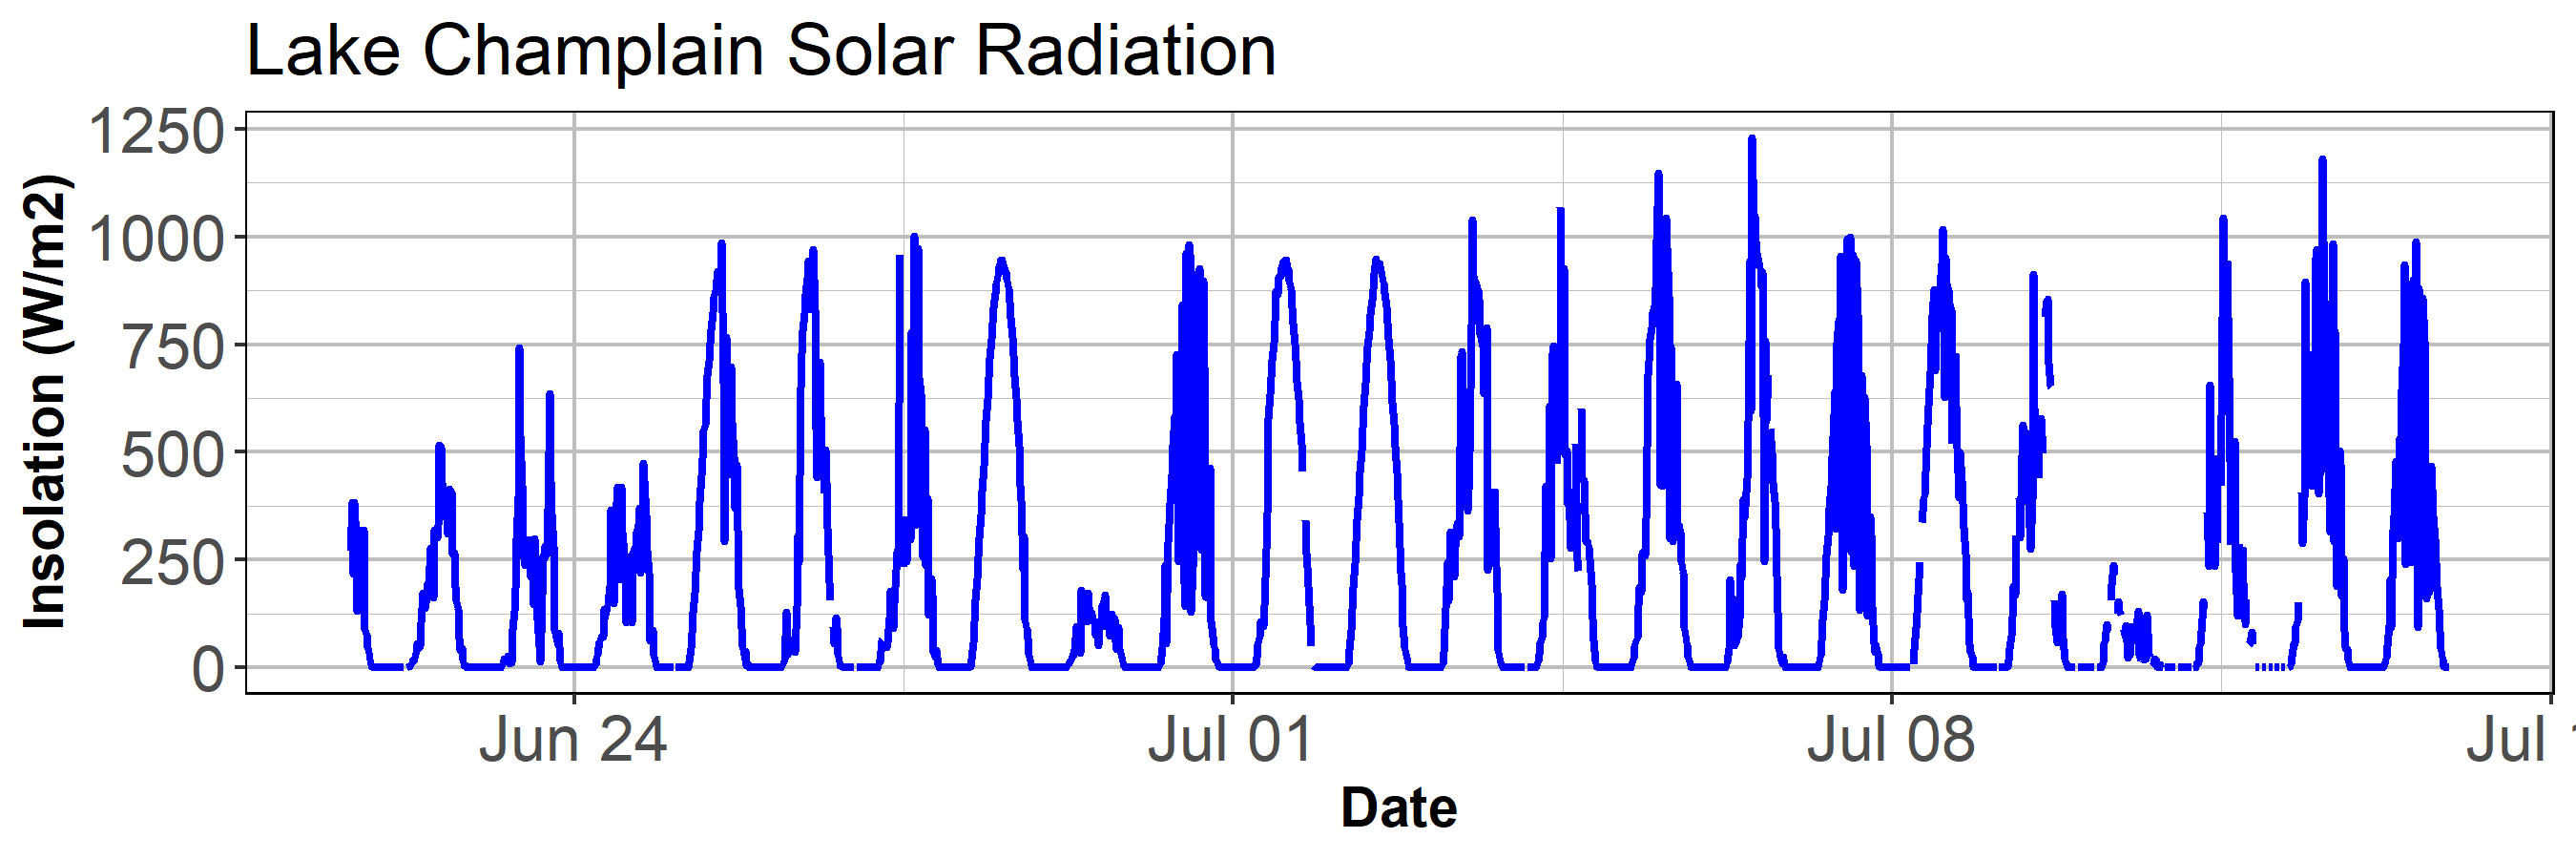 Lake Champlain Solar Radiation
Insolation (W/m2)
1250
1000
750
500
250
0
Jun 24
Jul 01
Jul 08
Jul
Date